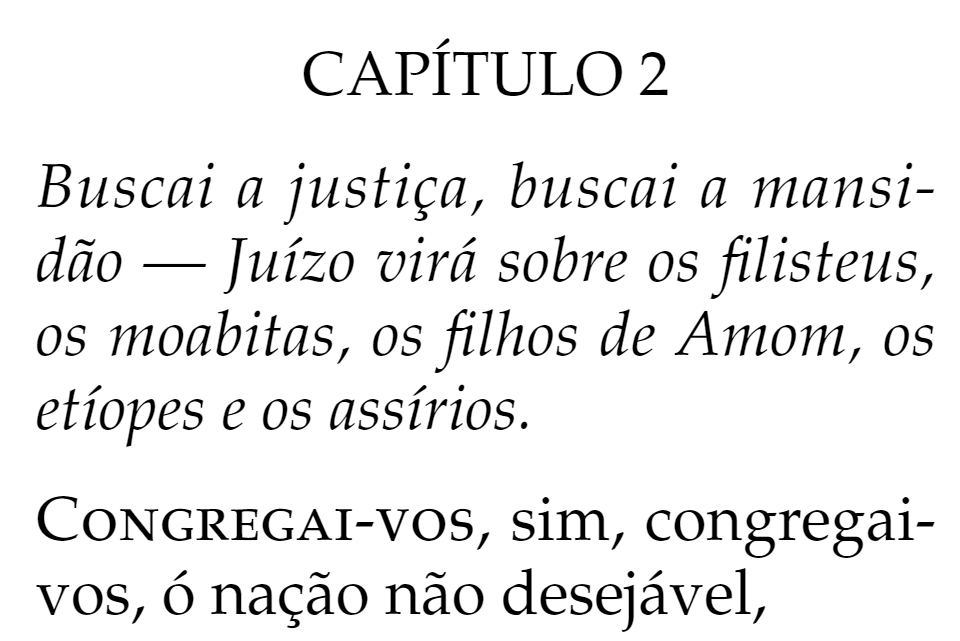 CAPÍTULO 2
Buscai a justiça, buscai a mansi-
dão — Juízo virá sobre os filisteus,
os moabitas, os filhos de Amom, os
etíopes e os assírios.
CONGREGAI-VOS, sim, congregai-
vos, ó nação não desejável,